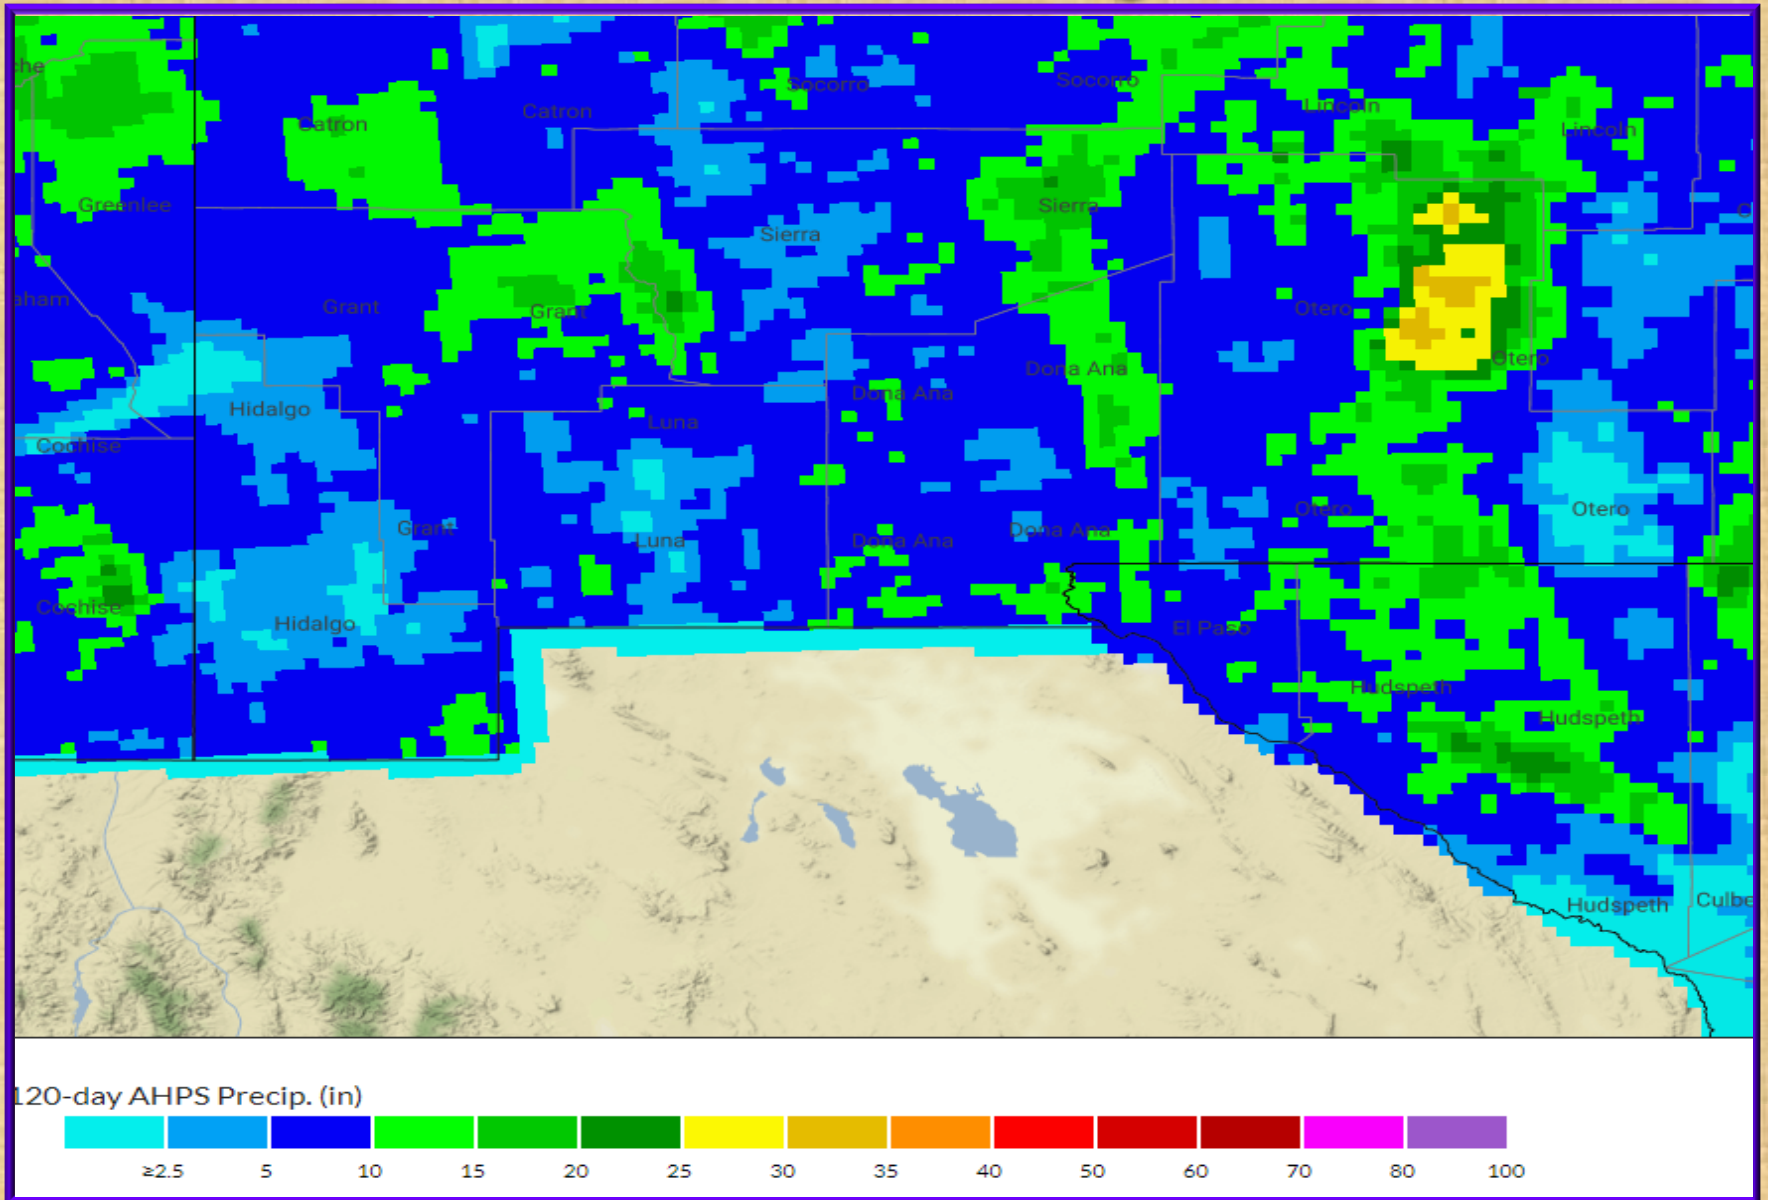 che
Socorro
Socorro
Catron
Catron
Lincoln
Lincoln
Greenlee
Sierra
Sierra
aham
Grant
Grant
Otero
Otero
Dona Ana
Dona Ana
Hidalgo
Luna
Cochise
Otero
Otero
Grant
Luna
Dona Ana
Dona Ana
Cochise
Hidalgo
El Paso
Hudspeth
Hudspeth
Hudspeth
Culbe
120-day AHPS Precip. (in)
≥2.5 5 10 15 20 25 30 35 40 50 60 70 80 100